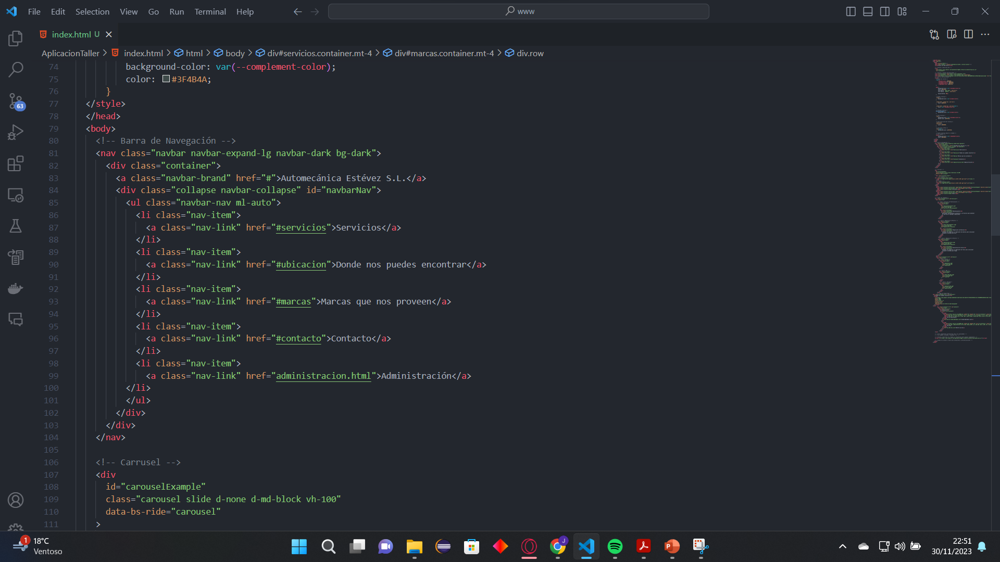 File Edit Selection View Go Run Terminal Help
www
index.html U
AplicacionTaller > index.html > html > body > div#servicios.container.mt-4 > div#marcas.container.mt-4 > div.row
74 background-color: var(--complement-color);
75 color: #3F4B4A;
76 }
77 </style>
78 </head>
79 <body>
80 <!-- Barra de Navegación -->
81 <nav class="navbar navbar-expand-lg navbar-dark bg-dark">
82 <div class="container">
83 <a class="navbar-brand" href="#">Automecánica Estévez S.L.</a>
84 <div class="collapse navbar-collapse" id="navbarNav">
85 <ul class="navbar-nav ml-auto">
86 <li class="nav-item">
87 <a class="nav-link" href="#servicios">Servicios</a>
88 </li>
89 <li class="nav-item">
90 <a class="nav-link" href="#ubicacion">Donde nos puedes encontrar</a>
91 </li>
92 <li class="nav-item">
93 <a class="nav-link" href="#marcas">Marcas que nos proveen</a>
94 </li>
95 <li class="nav-item">
96 <a class="nav-link" href="#contacto">Contacto</a>
97 </li>
98 <li class="nav-item">
99 <a class="nav-link" href="administracion.html">Administración</a>
100 </li>
101 </ul>
102 </div>
103 </div>
104 </nav>
105
106 <!-- Carrusel -->
107 <div
108 id="carouselExample"
109 class="carousel slide d-none d-md-block vh-100"
110 data-bs-ride="carousel"
111 >
63
1
18°C
Ventoso
J
P
22:51
30/11/2023